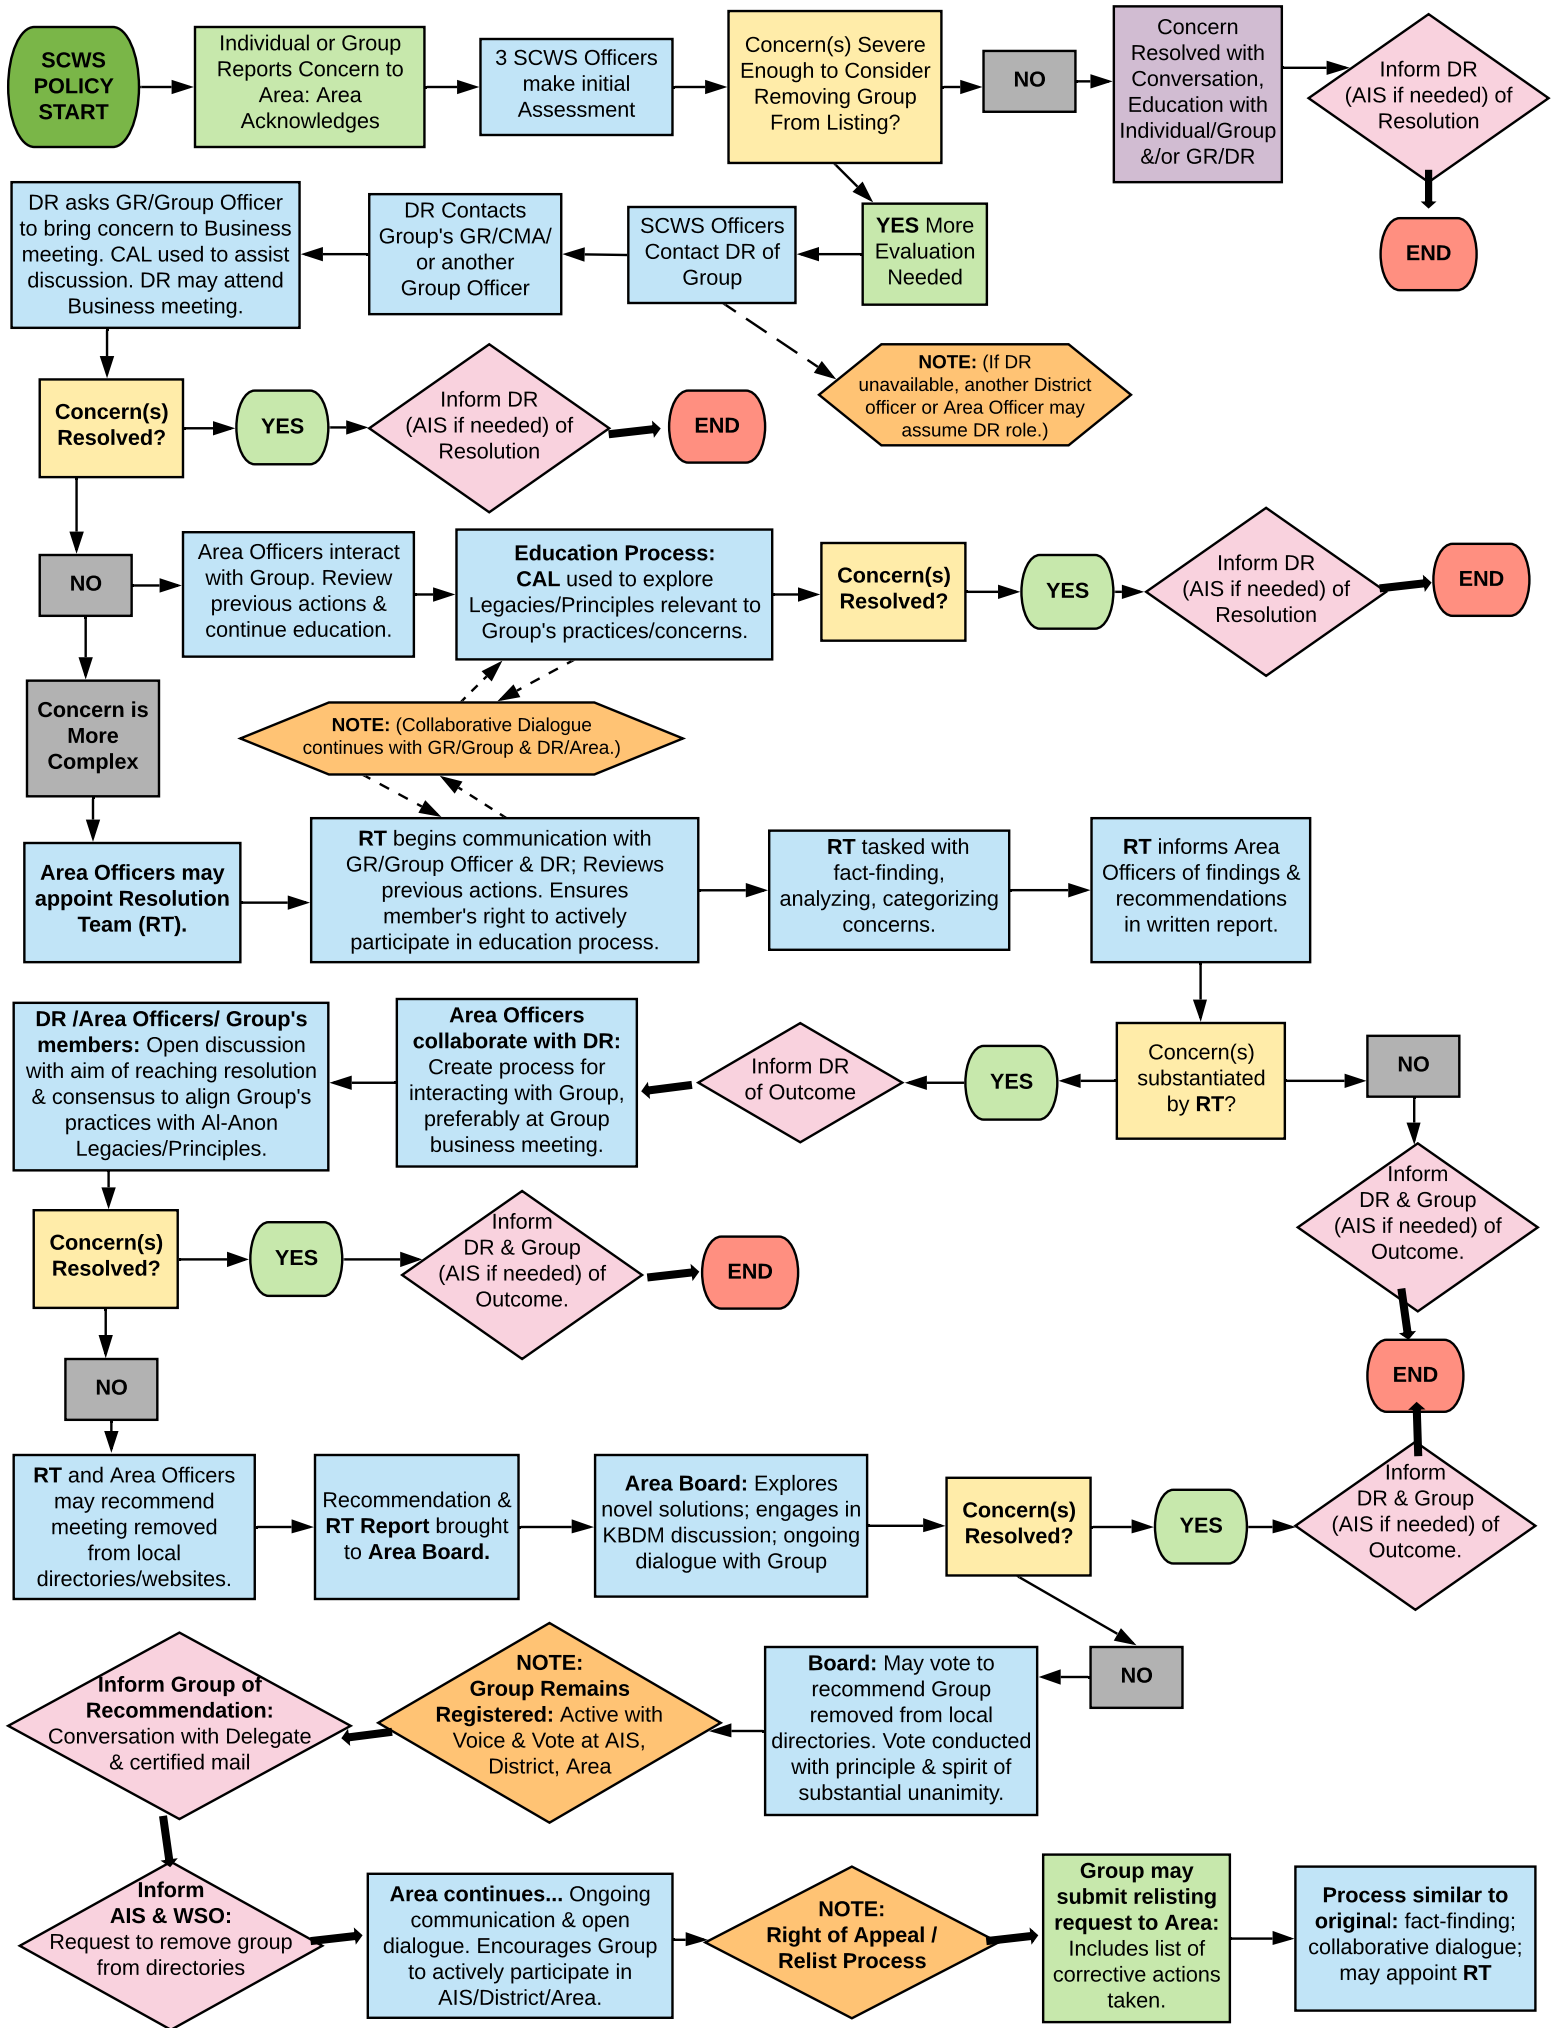 SCWS
POLICY
START
Individual or Group
Reports Concern to
Area: Area
Acknowledges
3 SCWS Officers
make initial
Assessment
Concern(s) Severe
Enough to Consider
Removing Group
From Listing?
NO
Concern
Resolved with
Conversation,
Education with
Individual/Group
&/or GR/DR
Inform DR
(AIS if needed) of
Resolution
END
YES More
Evaluation
Needed
SCWS Officers
Contact DR of
Group
DR Contacts
Group's GR/CMA/
or another
Group Officer
DR asks GR/Group Officer
to bring concern to Business
meeting. CAL used to assist
discussion. DR may attend
Business meeting.
NOTE: (If DR
unavailable, another District
officer or Area Officer may
assume DR role.)
Concern(s)
Resolved?
YES
Inform DR
(AIS if needed) of
Resolution
END
NO
Area Officers interact
with Group. Review
previous actions &
continue education.
Education Process:
CAL used to explore
Legacies/Principles relevant to
Group's practices/concerns.
Concern(s)
Resolved?
YES
Inform DR
(AIS if needed) of
Resolution
END
Concern is
More
Complex
NOTE: (Collaborative Dialogue
continues with GR/Group & DR/Area.)
Area Officers may
appoint Resolution
Team (RT).
RT begins communication with
GR/Group Officer & DR; Reviews
previous actions. Ensures
member's right to actively
participate in education process.
RT tasked with
fact-finding,
analyzing, categorizing
concerns.
RT informs Area
Officers of findings &
recommendations
in written report.
Concern(s)
substantiated
by RT?
NO
Inform
DR & Group
(AIS if needed) of
Outcome.
END
YES
Inform DR
of Outcome
Area Officers
collaborate with DR:
Create process for
interacting with Group,
preferably at Group
business meeting.
DR /Area Officers/ Group's
members: Open discussion
with aim of reaching resolution
& consensus to align Group's
practices with Al-Anon
Legacies/Principles.
Concern(s)
Resolved?
YES
Inform
DR & Group
(AIS if needed) of
Outcome.
END
NO
RT and Area Officers
may recommend
meeting removed
from local
directories/websites.
Recommendation &
RT Report brought
to Area Board.
Area Board: Explores
novel solutions; engages in
KBDM discussion; ongoing
dialogue with Group
Concern(s)
Resolved?
YES
Inform
DR & Group
(AIS if needed) of
Outcome.
NO
Board: May vote to
recommend Group
removed from local
directories. Vote conducted
with principle & spirit of
substantial unanimity.
NOTE:
Group Remains
Registered: Active with
Voice & Vote at AIS,
District, Area
Inform Group of
Recommendation:
Conversation with Delegate
& certified mail
Inform
AIS & WSO:
Request to remove group
from directories
Area continues... Ongoing
communication & open
dialogue. Encourages Group
to actively participate in
AIS/District/Area.
NOTE:
Right of Appeal /
Relist Process
Group may
submit relisting
request to Area:
Includes list of
corrective actions
taken.
Process similar to
original: fact-finding;
collaborative dialogue;
may appoint RT